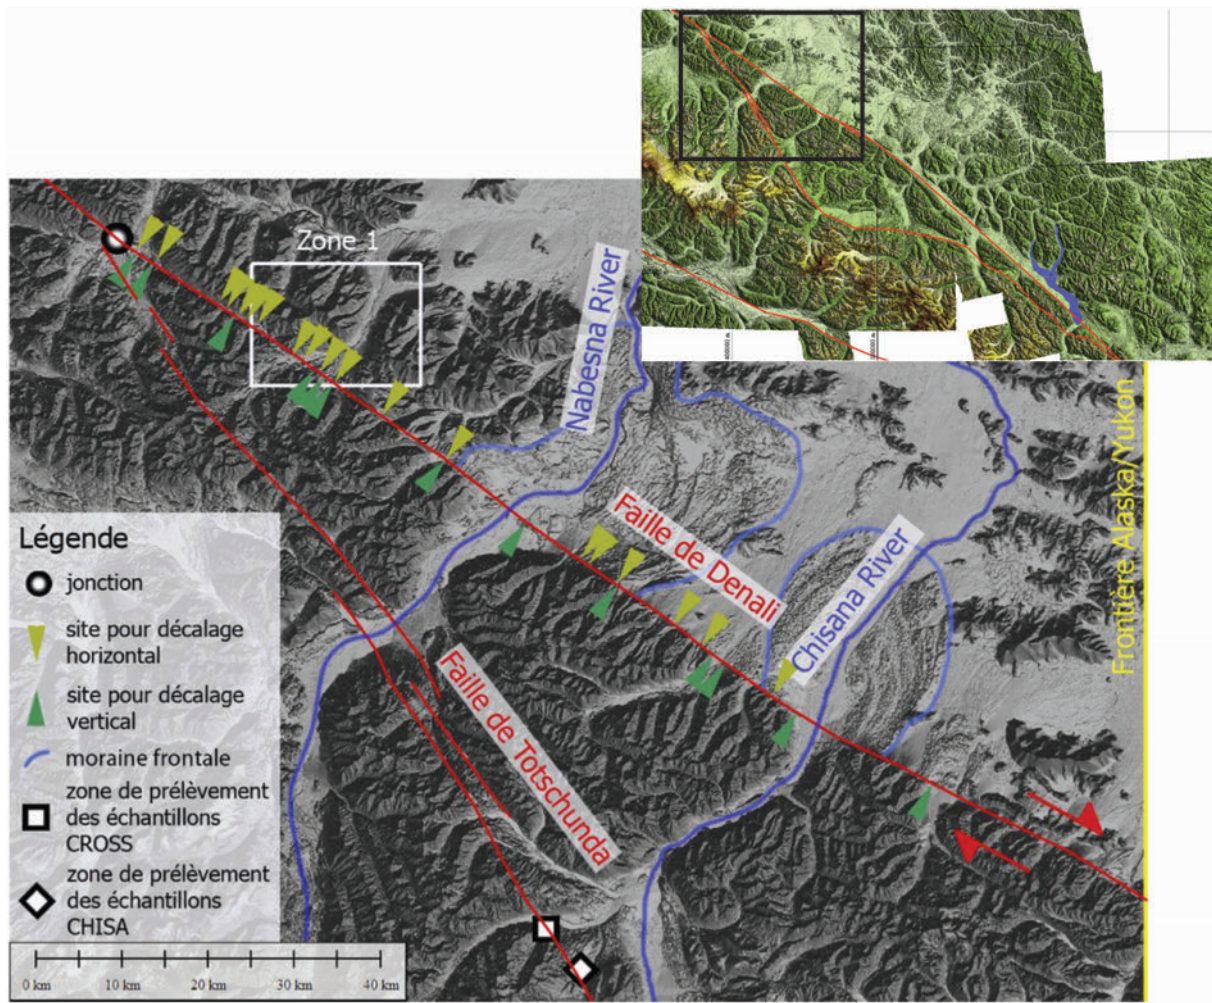 Zone 1
Nabesna River
Faille de Denali
Chisana River
Faille de Totschunda
Frontière Alaska/Yukon
Légende
jonction
site pour décalage
horizontal
site pour décalage
vertical
moraine frontale
zone de prélèvement
des échantillons
CROSS
zone de prélèvement
des échantillons
CHISA
0 km 10 km 20 km 30 km 40 km